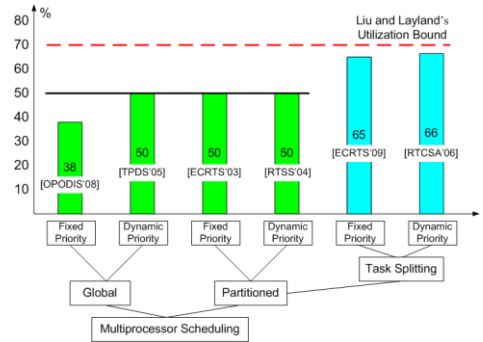 %
Liu and Layland's
Utilization Bound
80
70
60
50
40
30
20
10
38
[OPODIS'08]
50
[TPDS'05]
50
[ECRTS'03]
50
[RTSS'04]
65
[ECRTS'09]
66
[RTCSA'06]
Fixed
Priority
Dynamic
Priority
Fixed
Priority
Dynamic
Priority
Fixed
Priority
Dynamic
Priority
Task Splitting
Global
Partitioned
Multiprocessor Scheduling